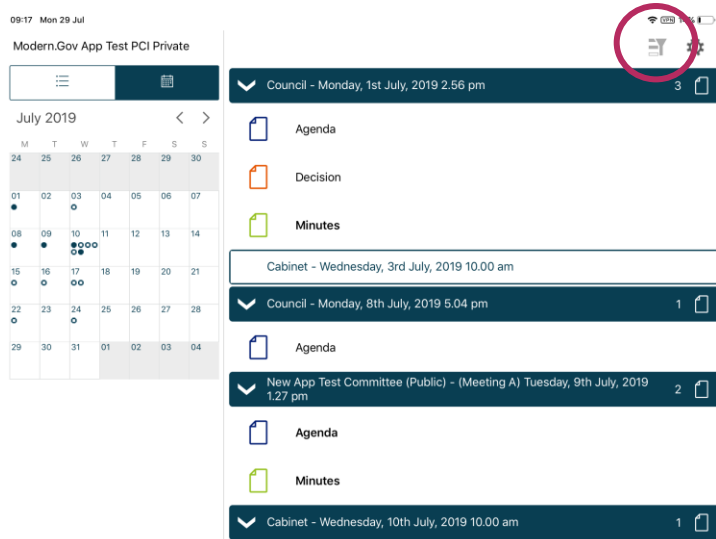 09:17 Mon 29 Jul
VPN
Modern.Gov App Test PCI Private
July 2019
M T W T F S S
24 25 26 27 28 29 30
01 02 03 04 05 06 07
08 09 10 11 12 13 14
15 16 17 18 19 20 21
22 23 24 25 26 27 28
29 30 31 01 02 03 04
Council – Monday, 1st July, 2019 2.56 pm 3
Agenda
Decision
Minutes
Cabinet – Wednesday, 3rd July, 2019 10.00 am
Council – Monday, 8th July, 2019 5.04 pm 1
Agenda
New App Test Committee (Public) – (Meeting A) Tuesday, 9th July, 2019
1.27 pm 2
Agenda
Minutes
Cabinet – Wednesday, 10th July, 2019 10.00 am 1